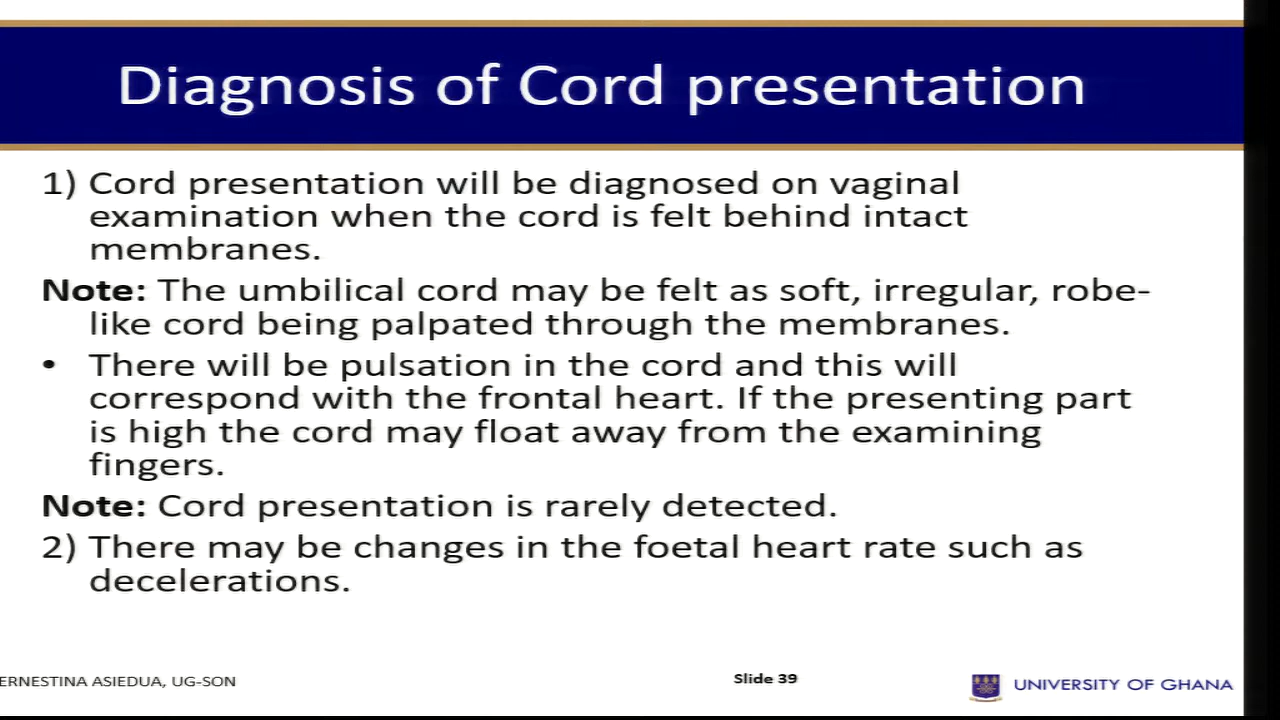 Diagnosis of Cord presentation
1) Cord presentation will be diagnosed on vaginal
examination when the cord is felt behind intact
membranes.
Note: The umbilical cord may be felt as soft, irregular, robe-
like cord being palpated through the membranes.
• There will be pulsation in the cord and this will
correspond with the frontal heart. If the presenting part
is high the cord may float away from the examining
fingers.
Note: Cord presentation is rarely detected.
2) There may be changes in the foetal heart rate such as
decelerations.
ERNESTINA ASIEDUA, UG-SON
Slide 39
UNIVERSITY OF GHANA